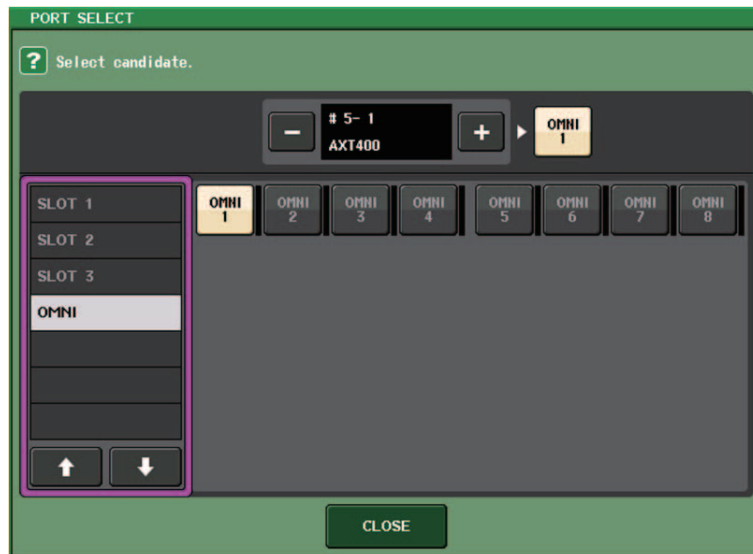 PORT SELECT
? Select candidate.
− # 5- 1 + OMNI 1
AXT400
SLOT 1
SLOT 2
SLOT 3
OMNI
OMNI 1 OMNI 2 OMNI 3 OMNI 4 OMNI 5 OMNI 6 OMNI 7 OMNI 8
CLOSE